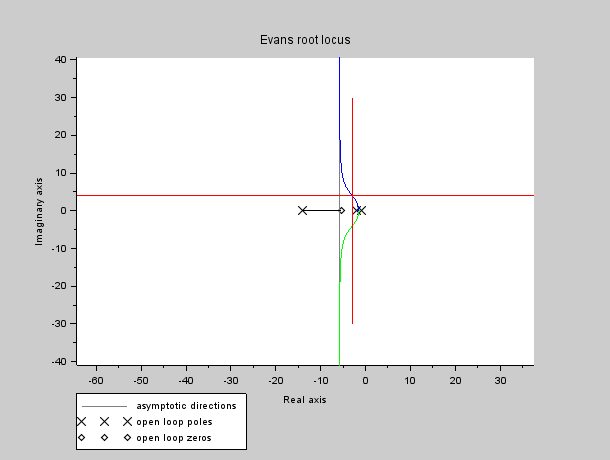 Evans root locus
40
30
20
10
0
-10
-20
-30
-40
Imaginary axis
-60 -50 -40 -30 -20 -10 0 10 20 30
Real axis
asymptotic directions
open loop poles
open loop zeros